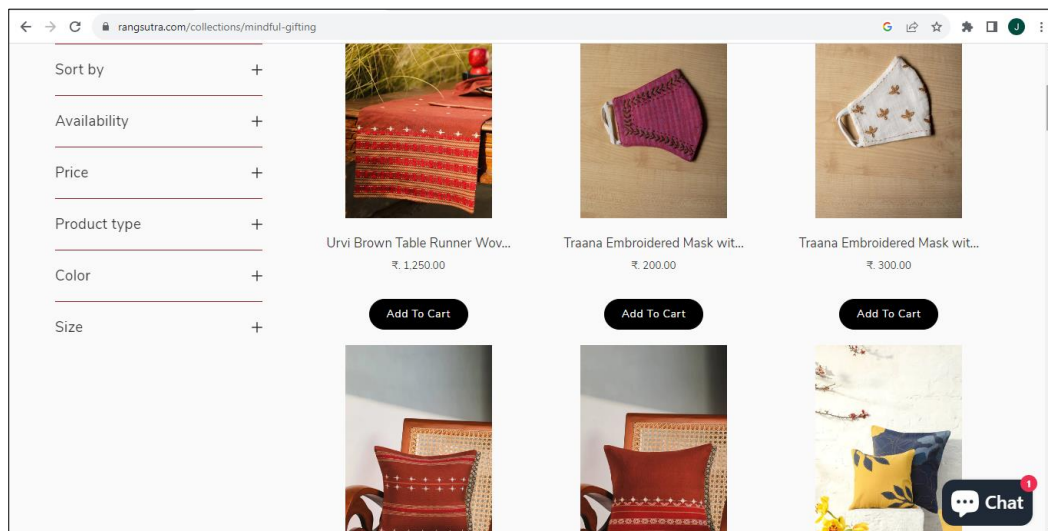 rangsutra.com/collections/mindful-gifting
J
Sort by
Availability
Price
Product type
Color
Size
Urvi Brown Table Runner Wov...
₹. 1,250.00
Add To Cart
Traana Embroidered Mask wit...
₹. 200.00
Add To Cart
Traana Embroidered Mask wit...
₹. 300.00
Add To Cart
1
Chat